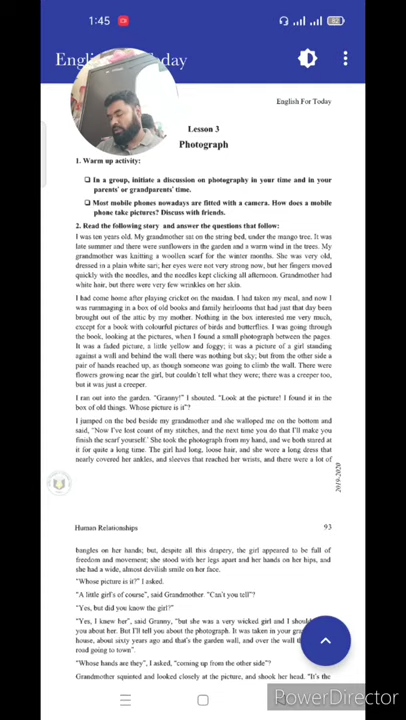 1:45
English
Today
English For Today
Lesson 3
Photograph
1. Warm up activity:
❑ In a group, initiate a discussion on photography in your time and in your
parents' or grandparents' time.
❑ Most mobile phones nowadays are fitted with a camera. How does a mobile
phone take pictures? Discuss with friends.
2. Read the following story and answer the questions that follow:
I was ten years old. My grandmother sat on the string bed, under the mango tree. It was
late summer and there were sunflowers in the garden and a warm wind in the trees. My
grandmother was knitting a woollen scarf for the winter months. She was very old,
dressed in a plain white sari; her eyes were not very strong now, but her fingers moved
quickly with the needles, and the needles kept clicking all afternoon. Grandmother had
white hair, but there were very few wrinkles on her skin.
I had come home after playing cricket on the maidan. I had taken my meal, and now I
was rummaging in a box of old books and family heirlooms that had just that day been
brought out of the attic by my mother. Nothing in the box interested me very much,
except for a book with colourful pictures of birds and butterflies. I was going through
the book, looking at the pictures, when I found a small photograph between the pages.
It was a faded picture, a little yellow and foggy; it was a picture of a girl standing
against a wall and behind the wall there was nothing but sky; but from the other side a
pair of hands reached up, as though someone was going to climb the wall. There were
flowers growing near the girl, but couldn't tell what they were; there was a creeper too,
but it was just a creeper.
I ran out into the garden. "Granny!" I shouted. "Look at the picture! I found it in the
box of old things. Whose picture is it"?
I jumped on the bed beside my grandmother and she walloped me on the bottom and
said, "Now I've lost count of my stitches, and the next time you do that I'll make you
finish the scarf yourself.' She took the photograph from my hand, and we both stared at
it for quite a long time. The girl had long, loose hair, and she wore a long dress that
nearly covered her ankles, and sleeves that reached her wrists, and there were a lot of
2019-2020
Human Relationships 93
bangles on her hands; but, despite all this drapery, the girl appeared to be full of
freedom and movement; she stood with her legs apart and her hands on her hips, and
she had a wide, almost devilish smile on her face.
"Whose picture is it?" I asked.
"A little girl's of course", said Grandmother. "Can't you tell"?
"Yes, but did you know the girl?"
"Yes, I knew her", said Granny, "but she was a very wicked girl and I
you about her. But I'll tell you about the photograph. It was taken in your
house, about sixty years ago and that's the garden wall, and over the wall
road going to town".
"Whose hands are they", I asked, "coming up from the other side"?
Grandmother squinted and looked closely at the picture, and shook her head. "It's the
PowerDirector